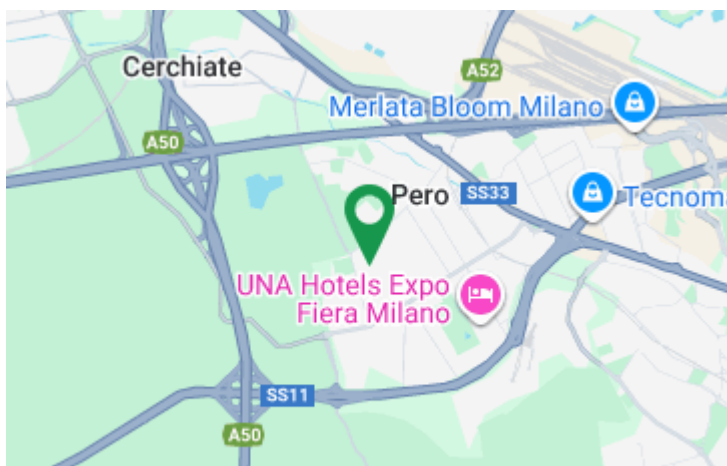 Cerchiate
A52
Merlata Bloom Milano
A50
Pero
SS33
Tecnoma
UNA Hotels Expo
Fiera Milano
SS11
A50